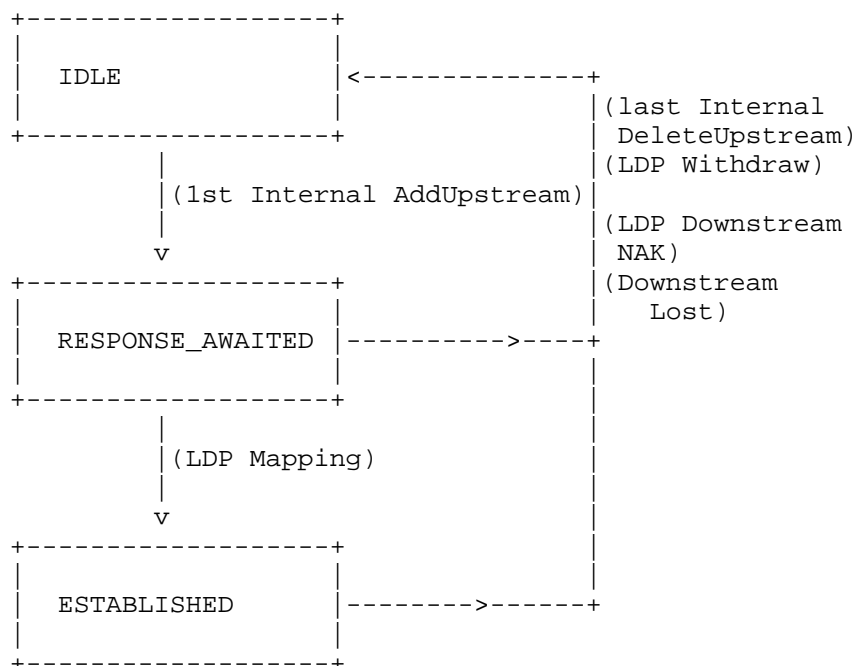 IDLE
(last Internal
DeleteUpstream)
(LDP Withdraw)
(1st Internal AddUpstream)
(LDP Downstream
NAK)
(Downstream
Lost)
RESPONSE_AWAITED
(LDP Mapping)
ESTABLISHED